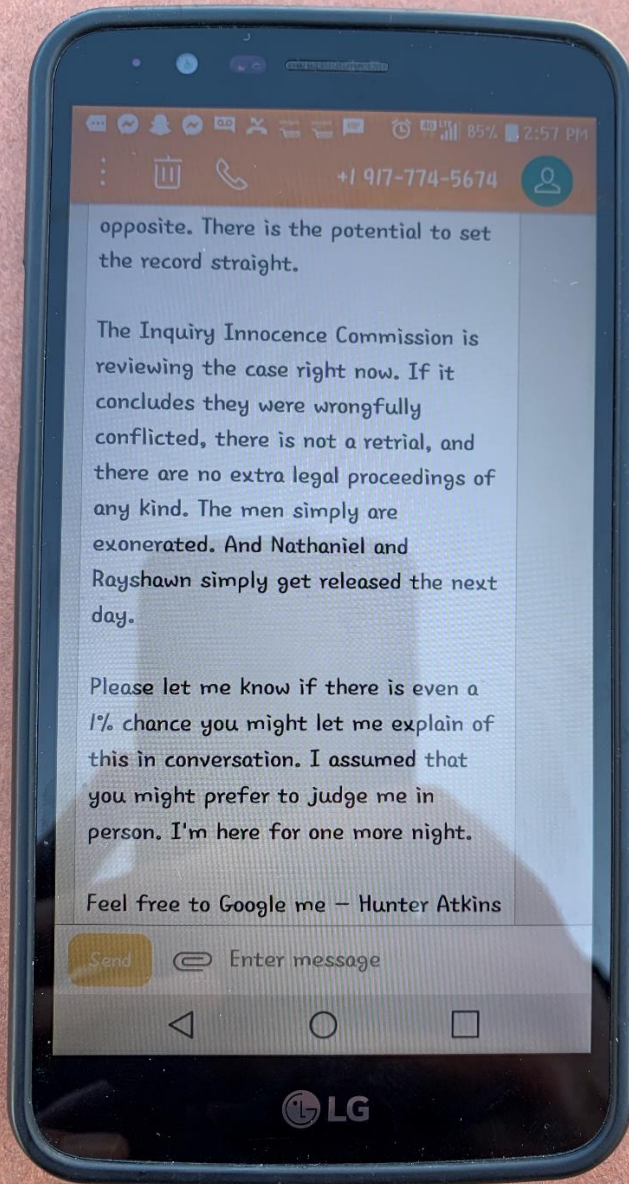 85% 2:57 PM
+1 917-774-5674
opposite. There is the potential to set
the record straight.
The Inquiry Innocence Commission is
reviewing the case right now. If it
concludes they were wrongfully
conflicted, there is not a retrial, and
there are no extra legal proceedings of
any kind. The men simply are
exonerated. And Nathaniel and
Rayshawn simply get released the next
day.
Please let me know if there is even a
1% chance you might let me explain of
this in conversation. I assumed that
you might prefer to judge me in
person. I'm here for one more night.
Feel free to Google me – Hunter Atkins
Send Enter message
LG